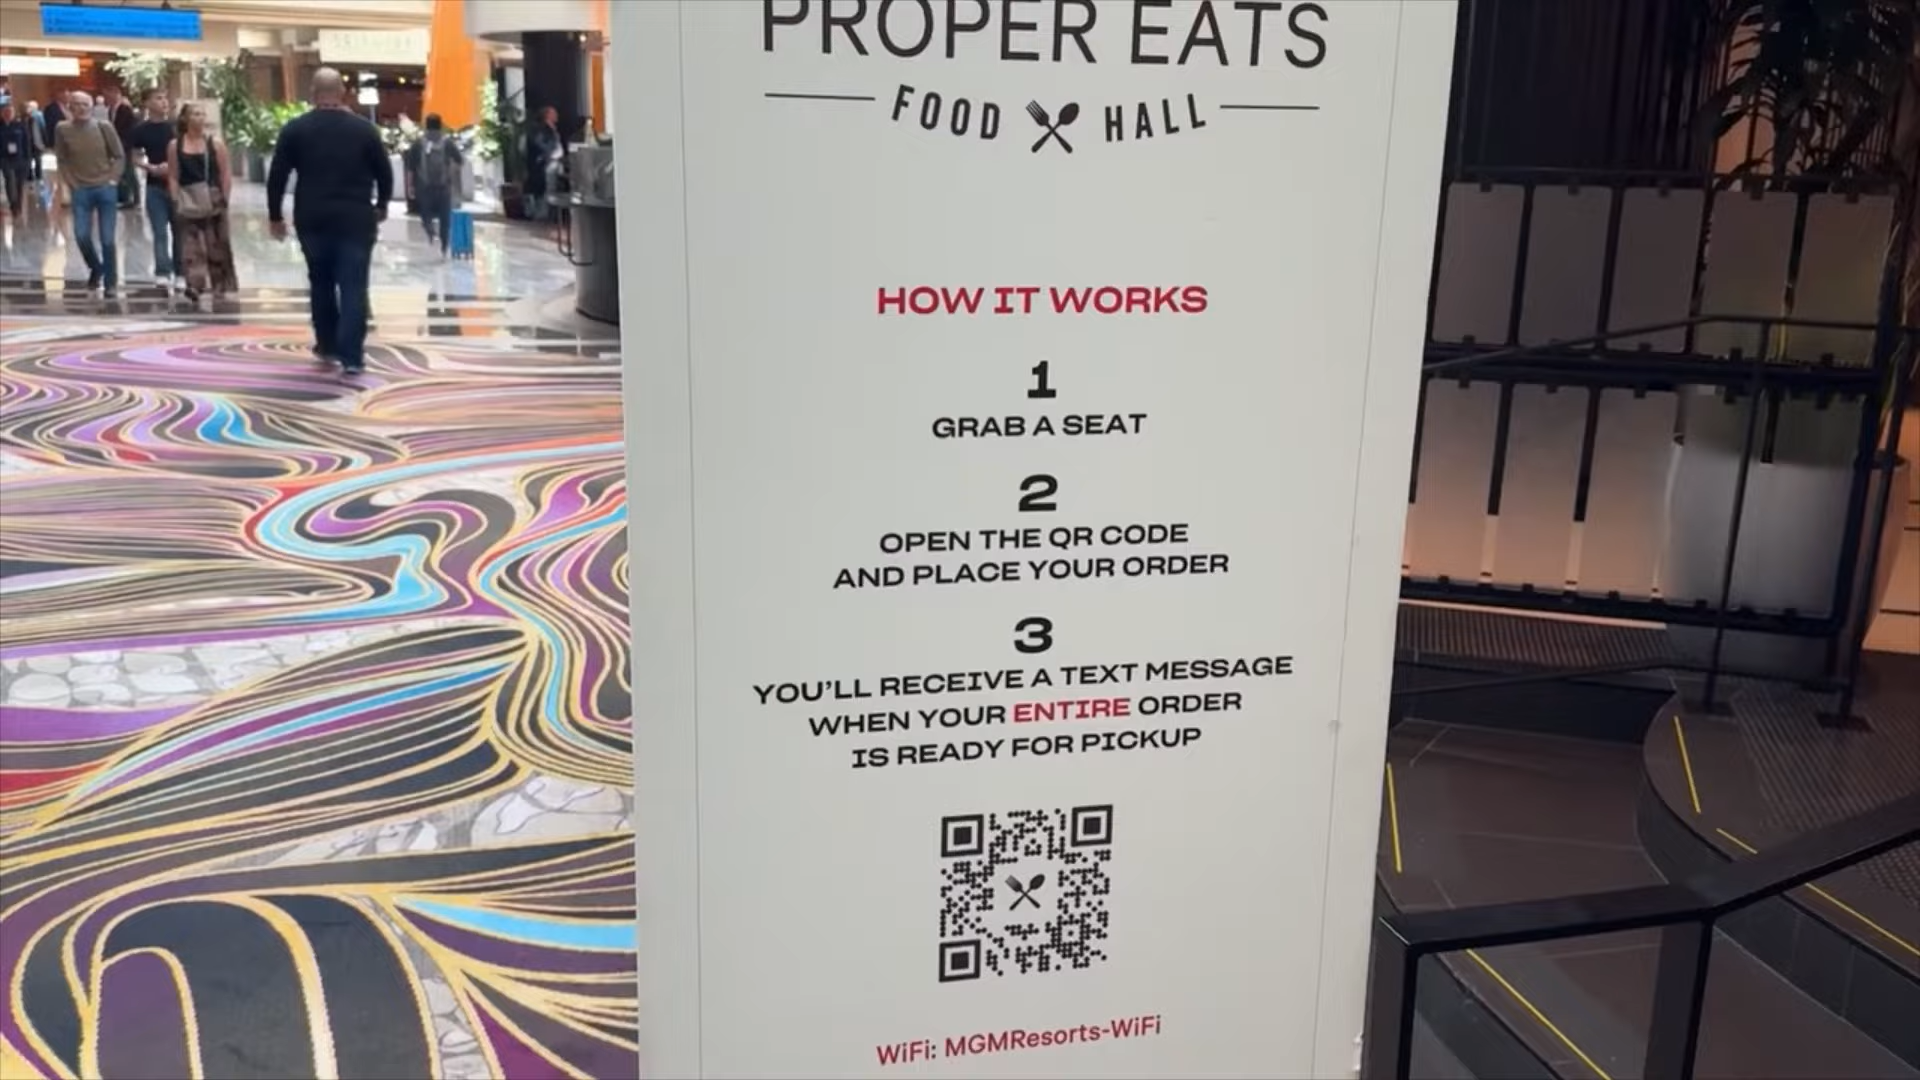 PROPER EATS
FOOD HALL
HOW IT WORKS
1
GRAB A SEAT
2
OPEN THE QR CODE
AND PLACE YOUR ORDER
3
YOU'LL RECEIVE A TEXT MESSAGE
WHEN YOUR ENTIRE ORDER
IS READY FOR PICKUP
WiFi: MGMResorts-WiFi